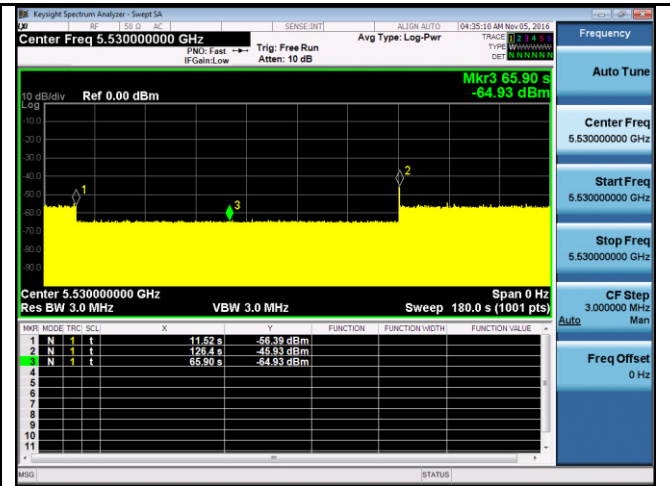 Keysight Spectrum Analyzer - Swept SA
RF 50 Ω AC SENSE:INT ALIGN AUTO 04:35:10 AM Nov 05, 2016
Center Freq 5.530000000 GHz
PNO: Fast
IFGain:Low
Trig: Free Run
Atten: 10 dB
Avg Type: Log-Pwr
TRACE 1 2 3 4 5 6
TYPE WWWWWW
DET N N N N N N
Mkr3 65.90 s
-64.93 dBm
10 dB/div Ref 0.00 dBm
Log
-10.0
-20.0
-30.0
-40.0
-50.0
-60.0
-70.0
-80.0
-90.0
1
2
3
Center 5.530000000 GHz Span 0 Hz
Res BW 3.0 MHz VBW 3.0 MHz Sweep 180.0 s (1001 pts)
MKR MODE TRC SCL X Y FUNCTION FUNCTION WIDTH FUNCTION VALUE
1 N 1 t 11.52 s -56.39 dBm
2 N 1 t 126.4 s -45.93 dBm
3 N 1 t 65.90 s -64.93 dBm
4
5
6
7
8
9
10
11
MSG STATUS
Frequency
Auto Tune
Center Freq
5.530000000 GHz
Start Freq
5.530000000 GHz
Stop Freq
5.530000000 GHz
CF Step
3.000000 MHz
Auto Man
Freq Offset
0 Hz